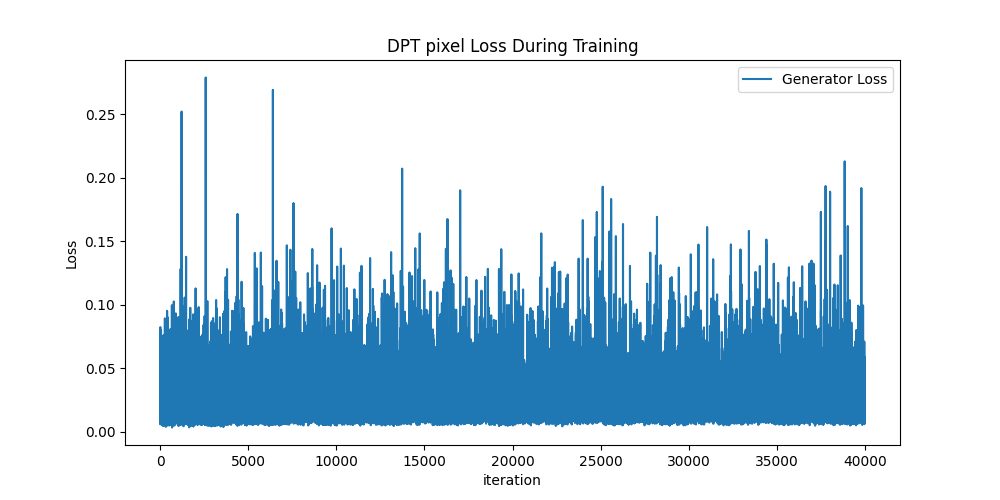 DPT pixel Loss During Training
Generator Loss
Loss
0.25
0.20
0.15
0.10
0.05
0.00
0 5000 10000 15000 20000 25000 30000 35000 40000
iteration